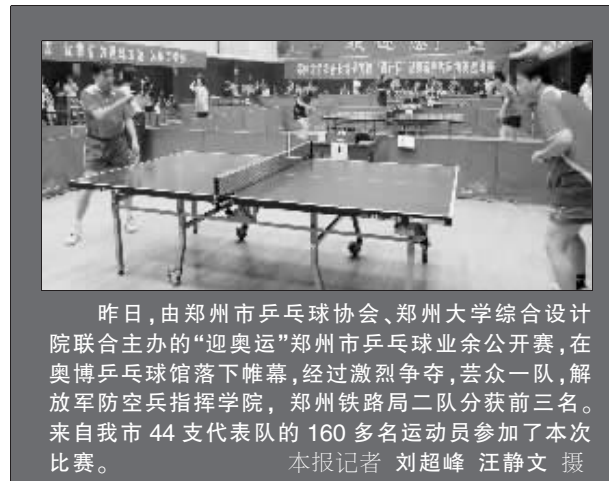 昨日,由郑州市乒乓球协会、郑州大学综合设计
院联合主办的“迎奥运”郑州市乒乓球业余公开赛,在
奥博乒乓球馆落下帷幕,经过激烈争夺,芸众一队,解
放军防空兵指挥学院,郑州铁路局二队分获前三名。
来自我市 44 支代表队的 160 多名运动员参加了本次
比赛。 本报记者 刘超峰 汪静文 摄